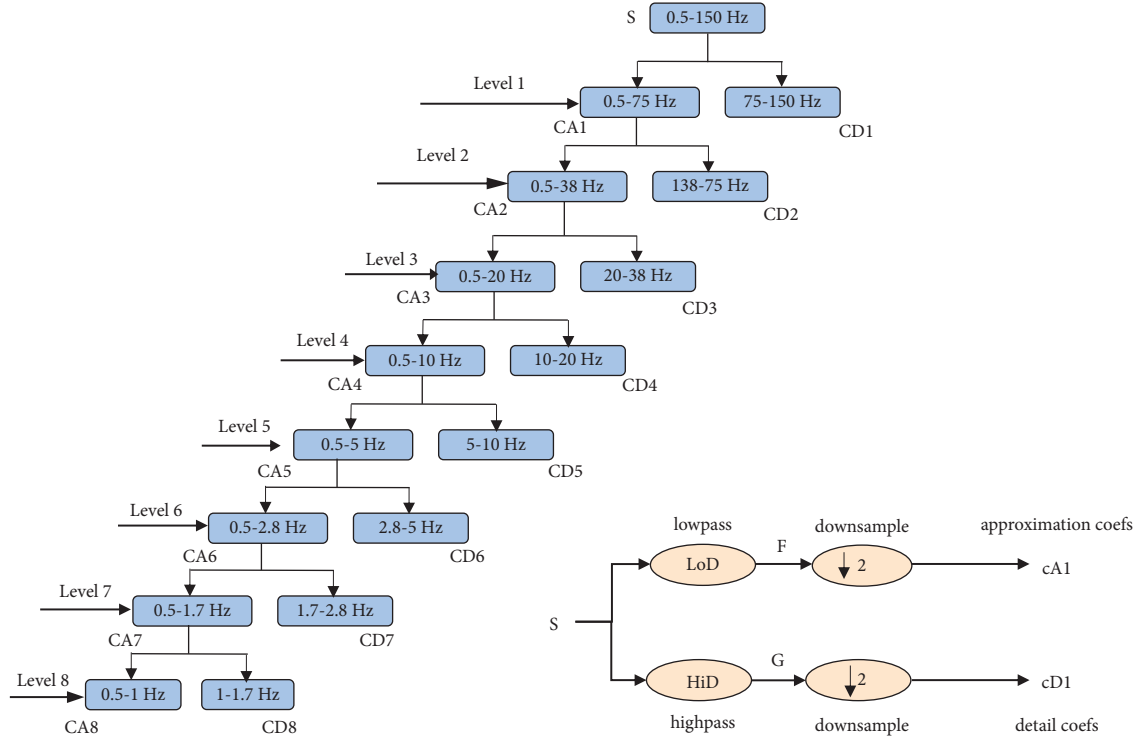 S
0.5-150 Hz
Level 1
0.5-75 Hz
75-150 Hz
CA1
CD1
Level 2
0.5-38 Hz
138-75 Hz
CA2
CD2
Level 3
0.5-20 Hz
20-38 Hz
CA3
CD3
Level 4
0.5-10 Hz
10-20 Hz
CA4
CD4
Level 5
0.5-5 Hz
5-10 Hz
CA5
CD5
Level 6
0.5-2.8 Hz
2.8-5 Hz
CA6
CD6
Level 7
0.5-1.7 Hz
1.7-2.8 Hz
CA7
CD7
Level 8
0.5-1 Hz
1-1.7 Hz
CA8
CD8
lowpass
downsample
approximation coefs
LoD
F
2
cA1
S
HiD
G
2
cD1
highpass
downsample
detail coefs